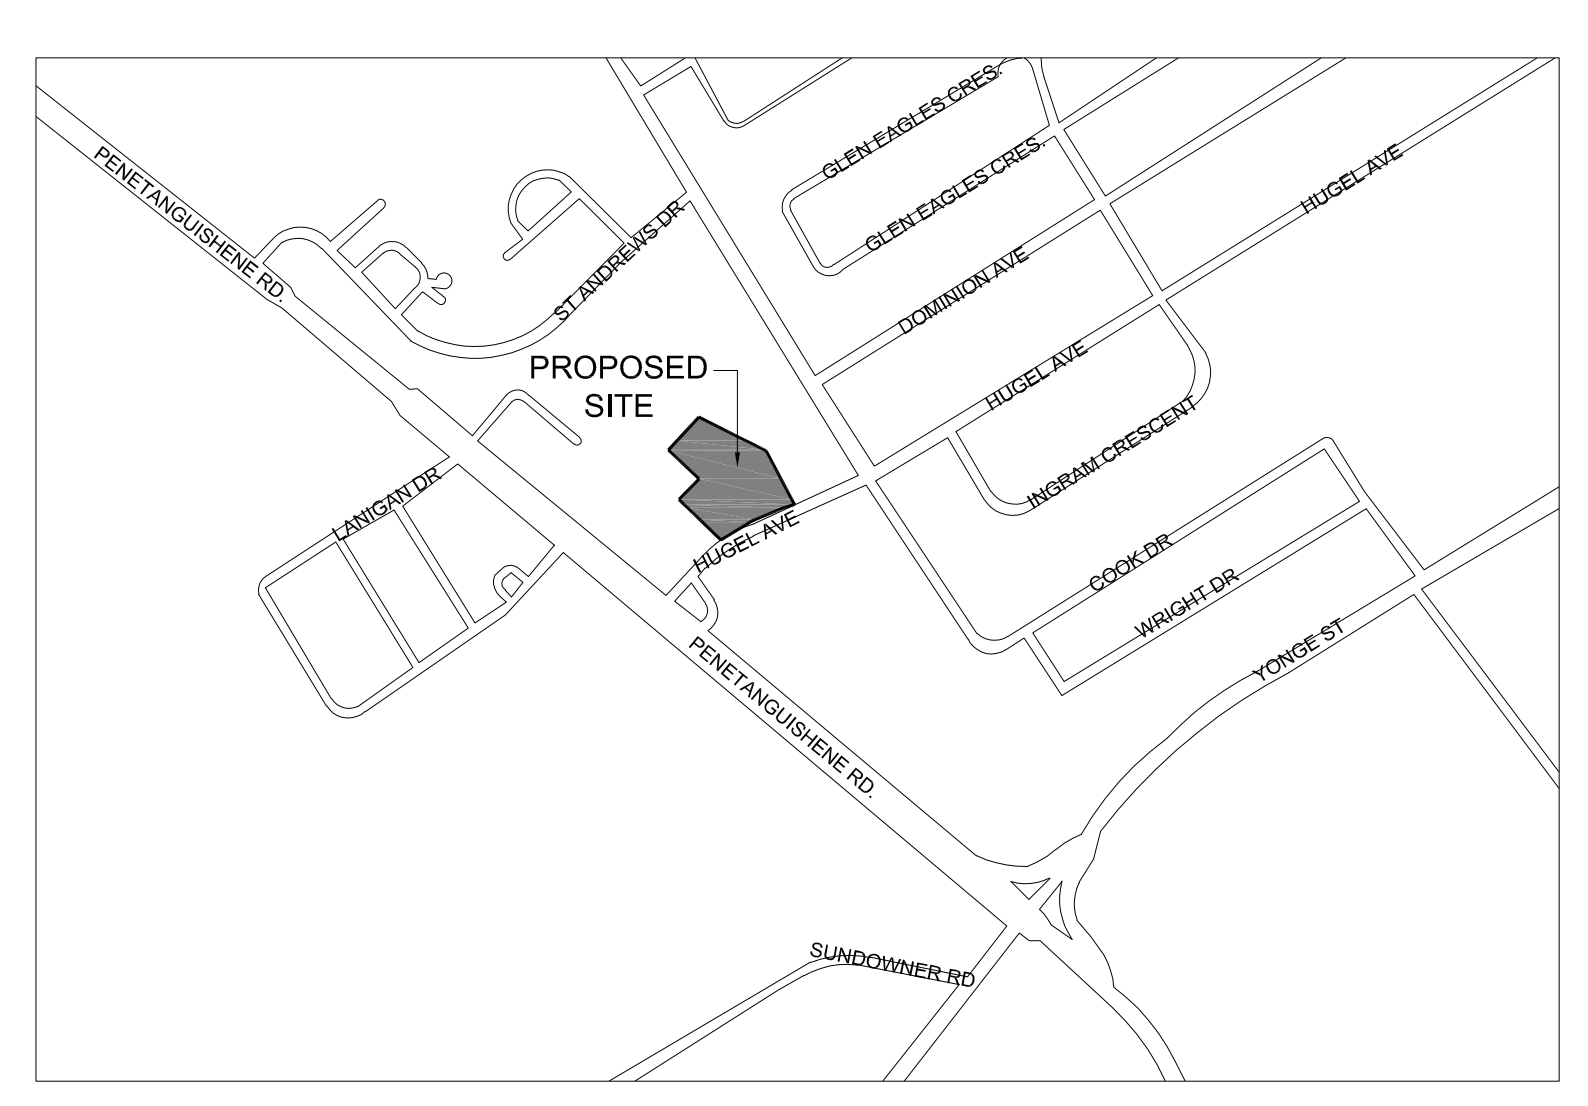 GLEN EAGLES CRES.
PENETANGUISHENE RD.
GLEN EAGLES CRES.
HUGEL AVE
ST ANDREWS DR
DOMINION AVE
PROPOSED
SITE
HUGEL AVE
INGRAM CRESCENT
LANIGAN DR
HUGEL AVE
COOK DR
WRIGHT DR
YONGE ST
PENETANGUISHENE RD.
SUNDOWNER RD